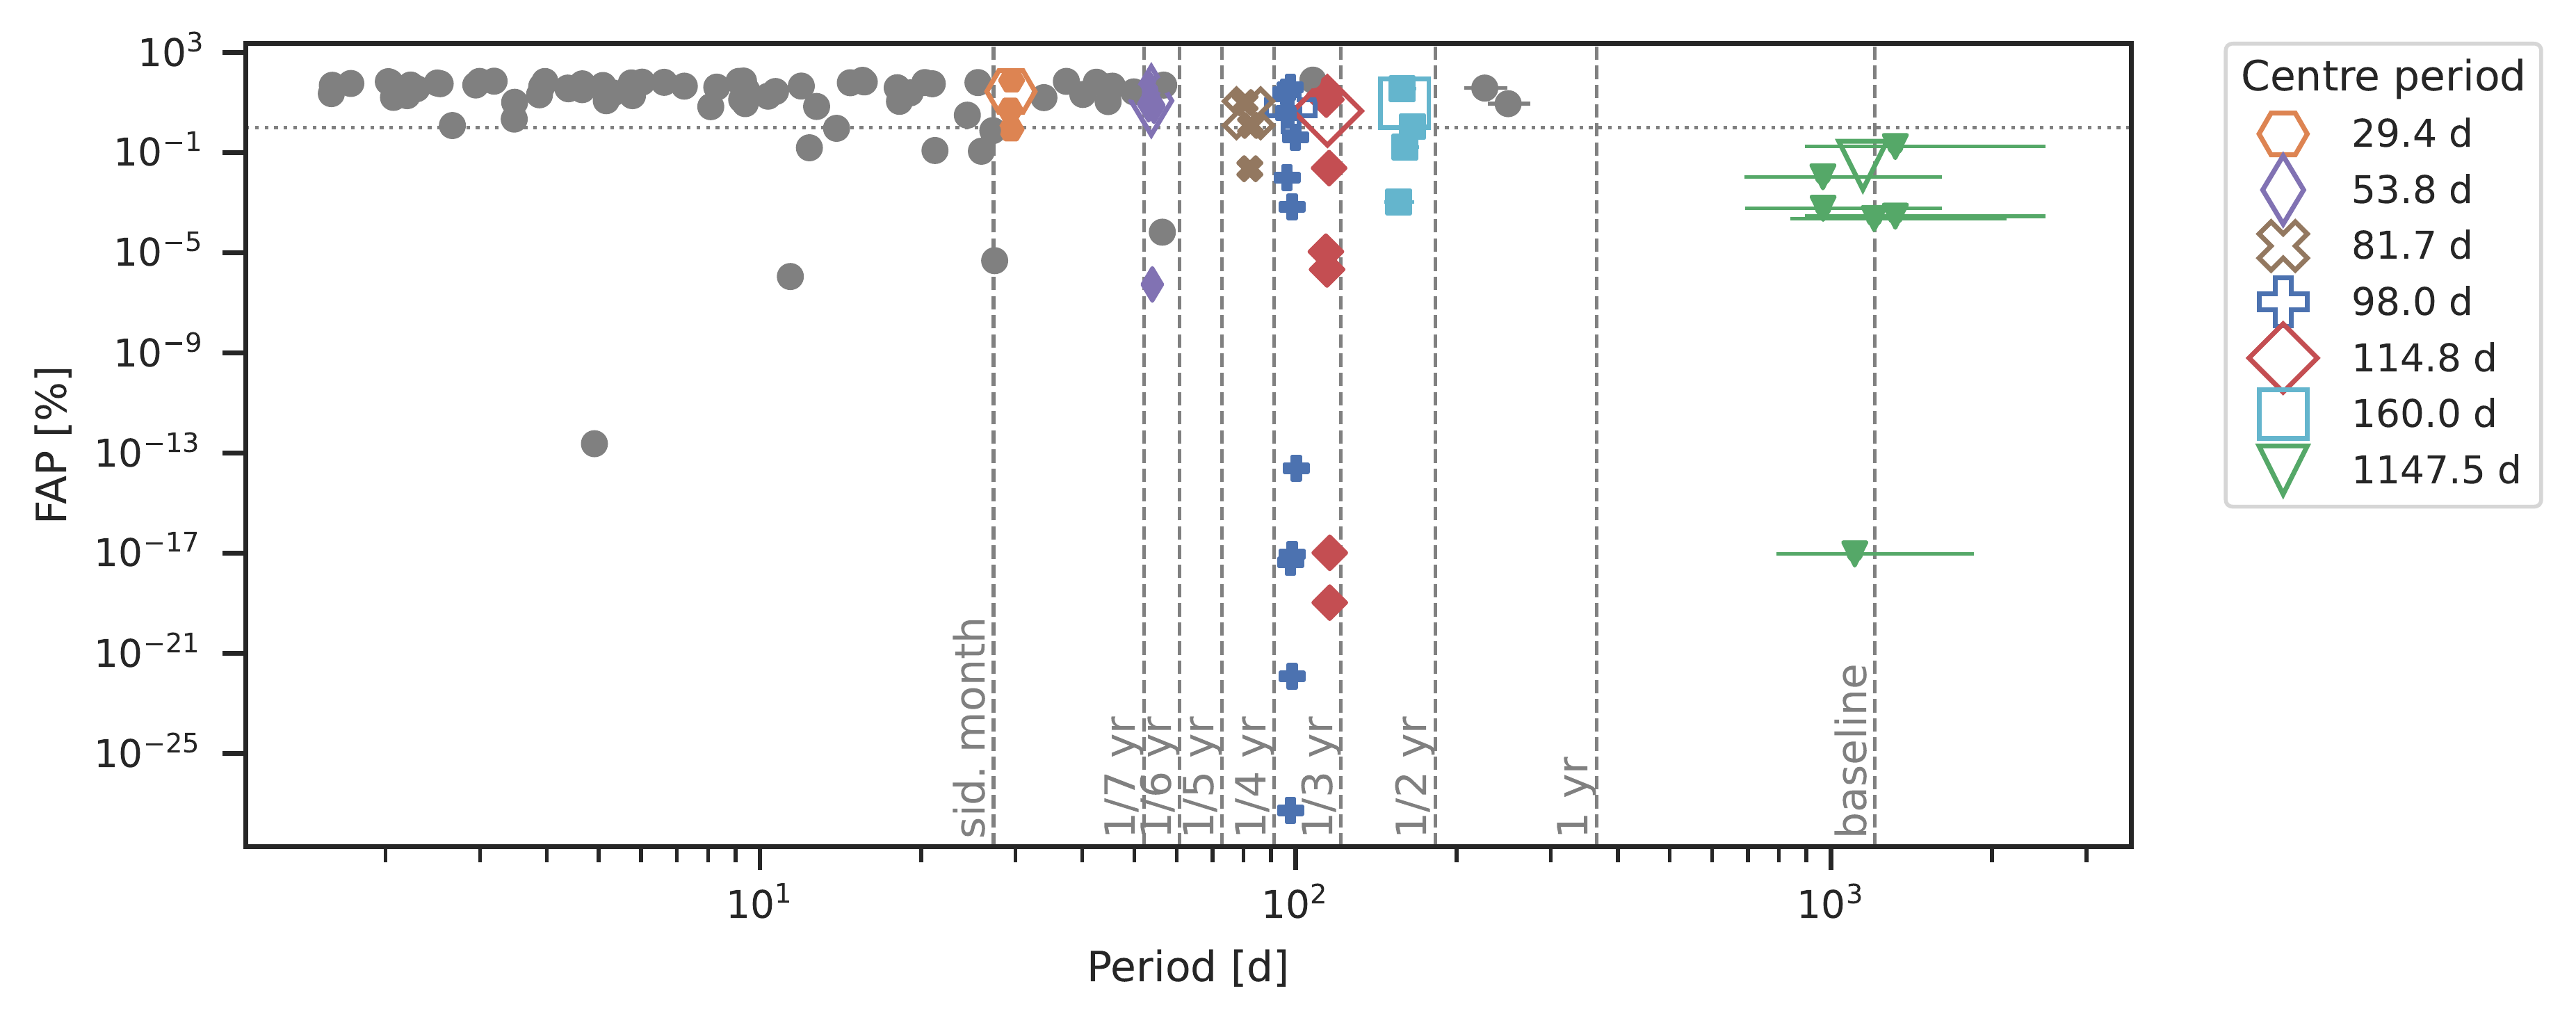 10^3
10^−1
10^−5
10^−9
10^−13
10^−17
10^−21
10^−25
FAP [%]
sid. month
1/7 yr
1/6 yr
1/5 yr
1/4 yr
1/3 yr
1/2 yr
1 yr
baseline
10^1
10^2
10^3
Period [d]
Centre period
29.4 d
53.8 d
81.7 d
98.0 d
114.8 d
160.0 d
1147.5 d